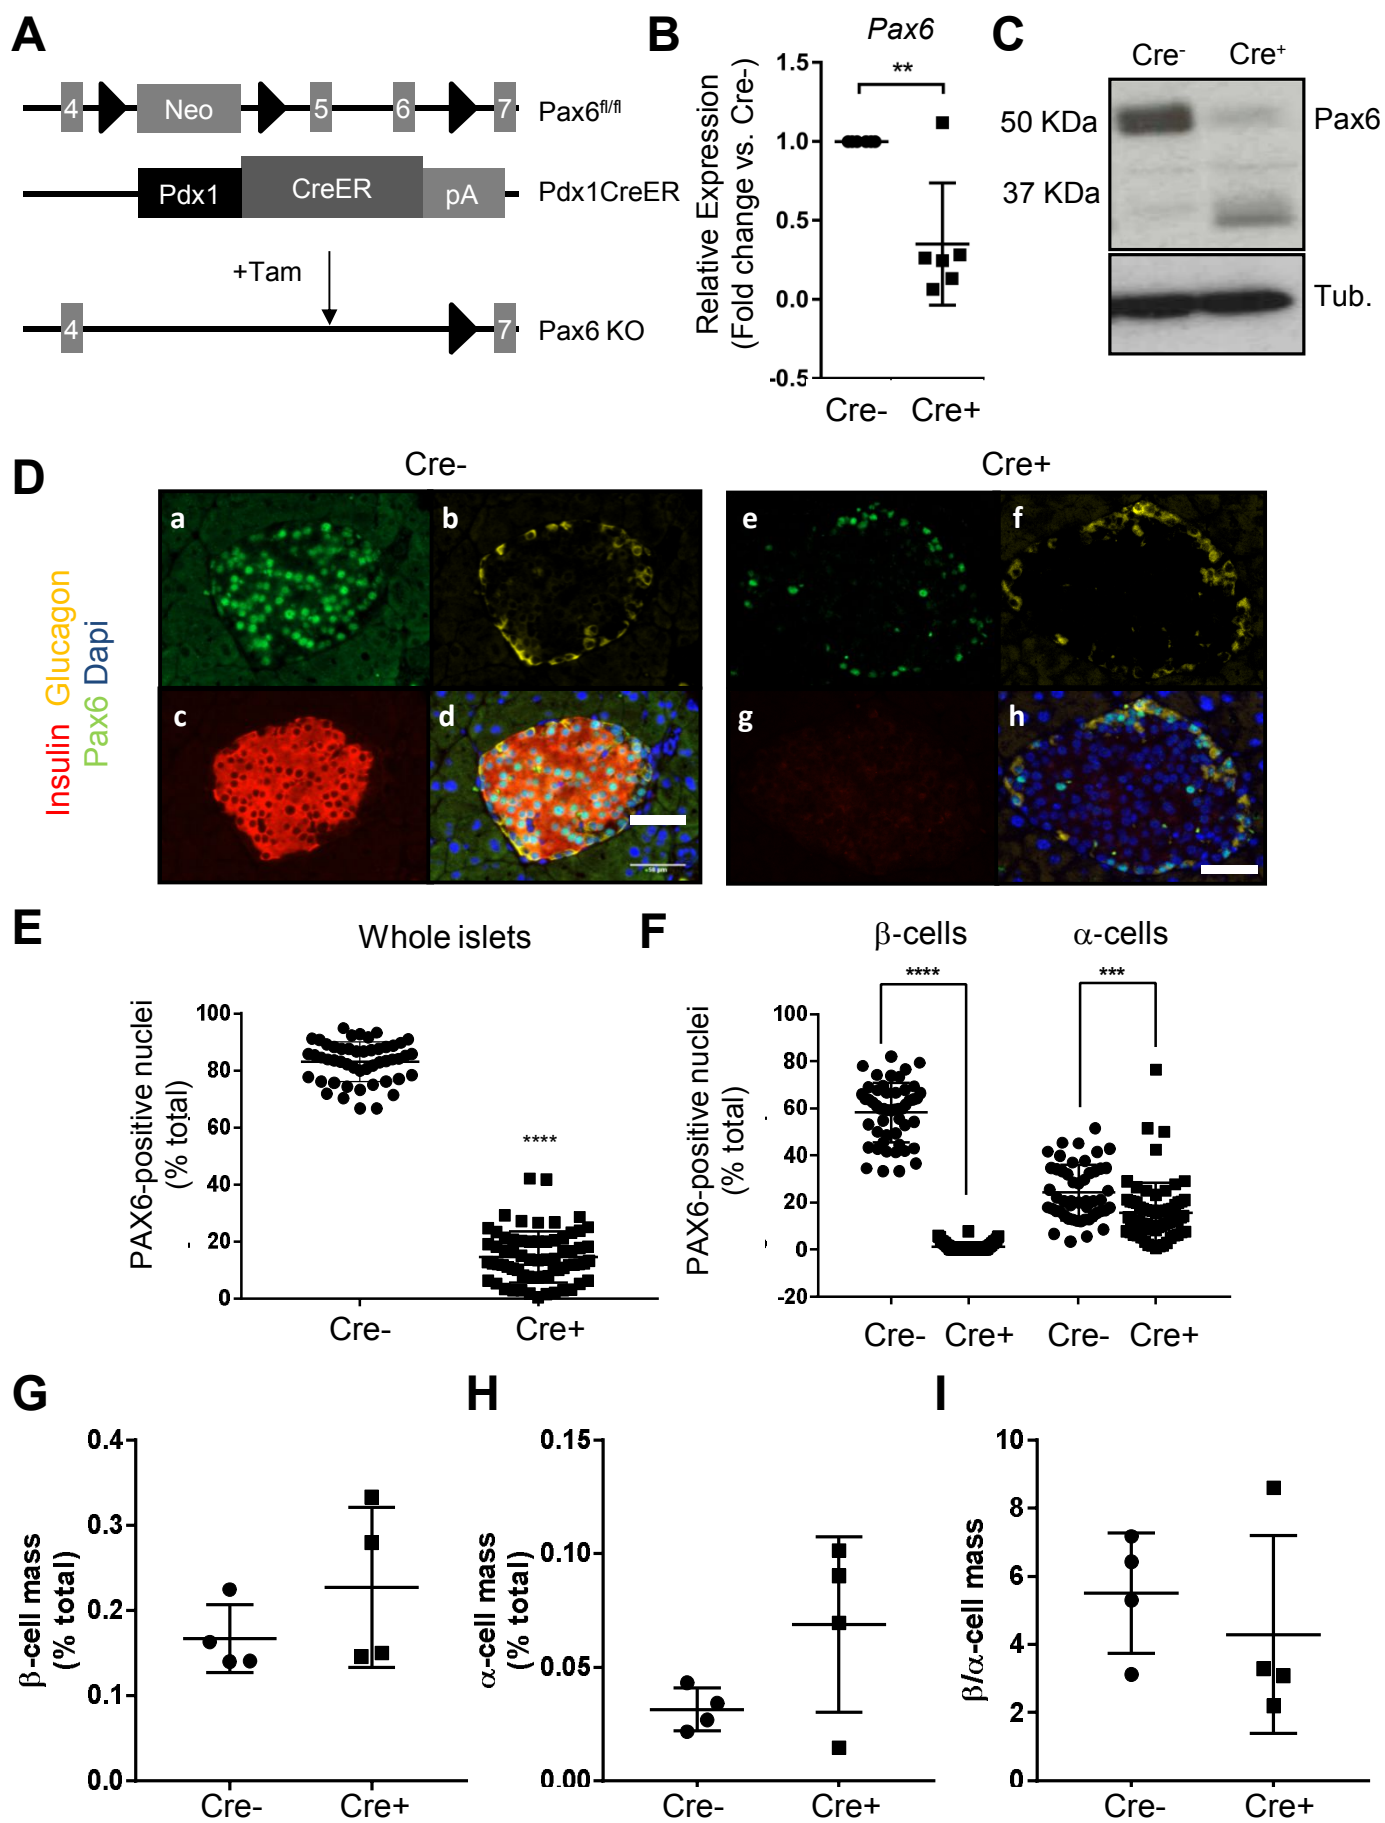 A
4
Neo
5
6
7
Pax6fl/fl
Pdx1
CreER
pA
Pdx1CreER
+Tam
4
7
Pax6 KO
B
Pax6
**
Relative Expression
(Fold change vs. Cre-)
1.5
1.0
0.5
0.0
-0.5
Cre-
Cre+
C
Cre-
Cre+
50 KDa
37 KDa
Pax6
Tub.
D
Cre-
Cre+
Insulin Glucagon
Pax6 Dapi
a
b
c
d
e
f
g
h
E
Whole islets
PAX6-positive nuclei
(% total)
100
80
60
40
20
0
****
Cre-
Cre+
F
β-cells
α-cells
****
***
PAX6-positive nuclei
(% total)
100
80
60
40
20
0
-20
Cre-
Cre+
Cre-
Cre+
G
β-cell mass
(% total)
0.4
0.3
0.2
0.1
0.0
Cre-
Cre+
H
α-cell mass
(% total)
0.15
0.10
0.05
0.00
Cre-
Cre+
I
β/α-cell mass
10
8
6
4
2
0
Cre-
Cre+